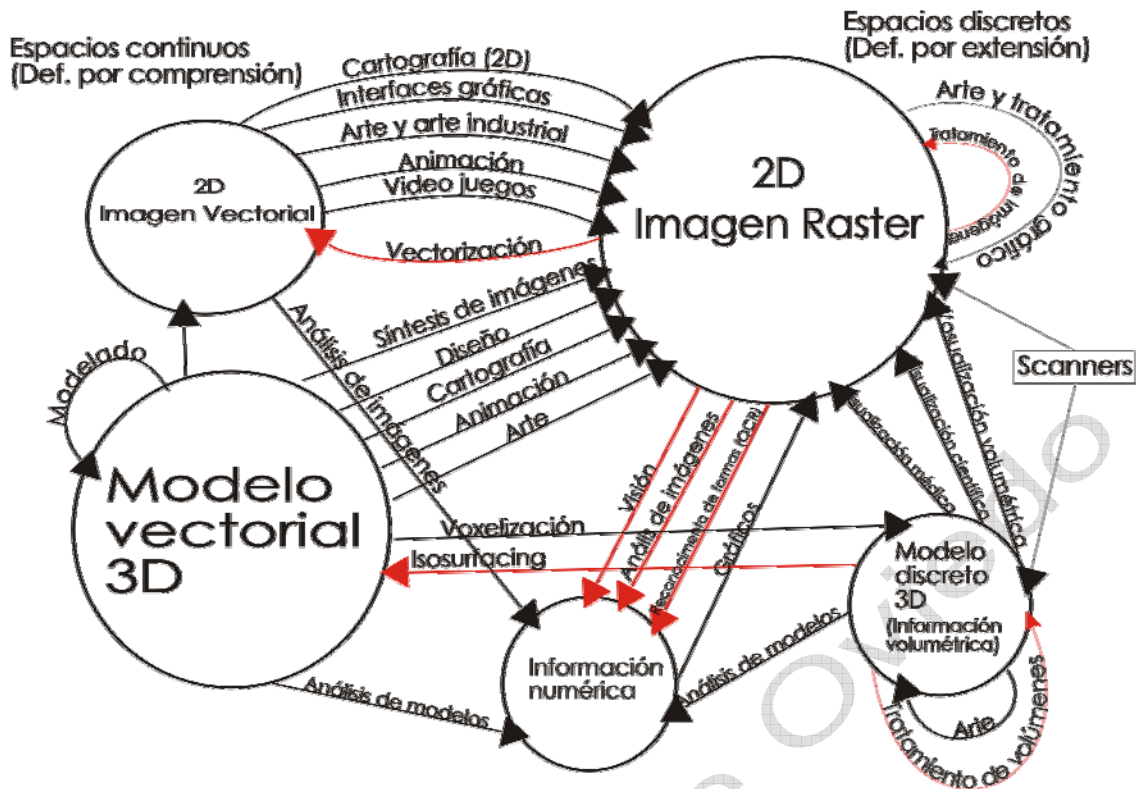 Espacios continuos
(Def. por comprensión)
Espacios discretos
(Def. por extensión)
Cartografía (2D)
Interfaces gráficas
Arte y arte industrial
Animación
Video juegos
Vectorización
2D
Imagen Vectorial
2D
Imagen Raster
Arte y tratamiento gráfico
Tratamiento de imágenes
Síntesis de imágenes
Diseño
Cartografía
Animación
Arte
Análisis de imágenes
Modelado
Modelo
vectorial
3D
Scanners
Visión
Anális de imágenes
Reconocimento de formas (OCR)
Gráficos
Visualización médica
Visualización científica
Vosualización volumétrica
Voxelización
Isosurfacing
Modelo
discreto
3D
(Información
volumétrica)
Información
numérica
Análisis de modelos
Análisis de modelos
Arte
Tratamiento de volúmenes
Oviedo